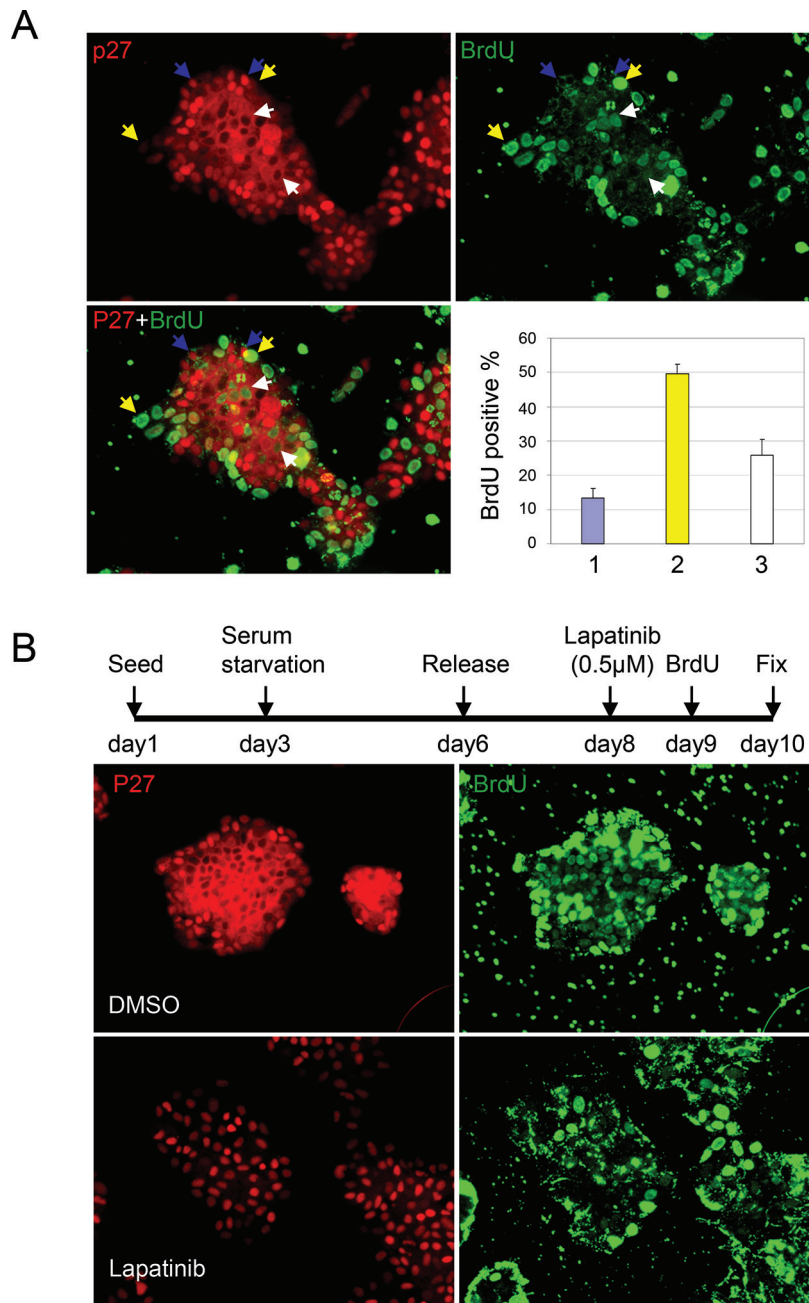 A
p27
BrdU
P27+BrdU
BrdU positive %
60
50
40
30
20
10
0
1 2 3
B
Seed
Serum
starvation
Release
Lapatinib
(0.5μM)
BrdU
Fix
day1 day3 day6 day8 day9 day10
P27
BrdU
DMSO
Lapatinib